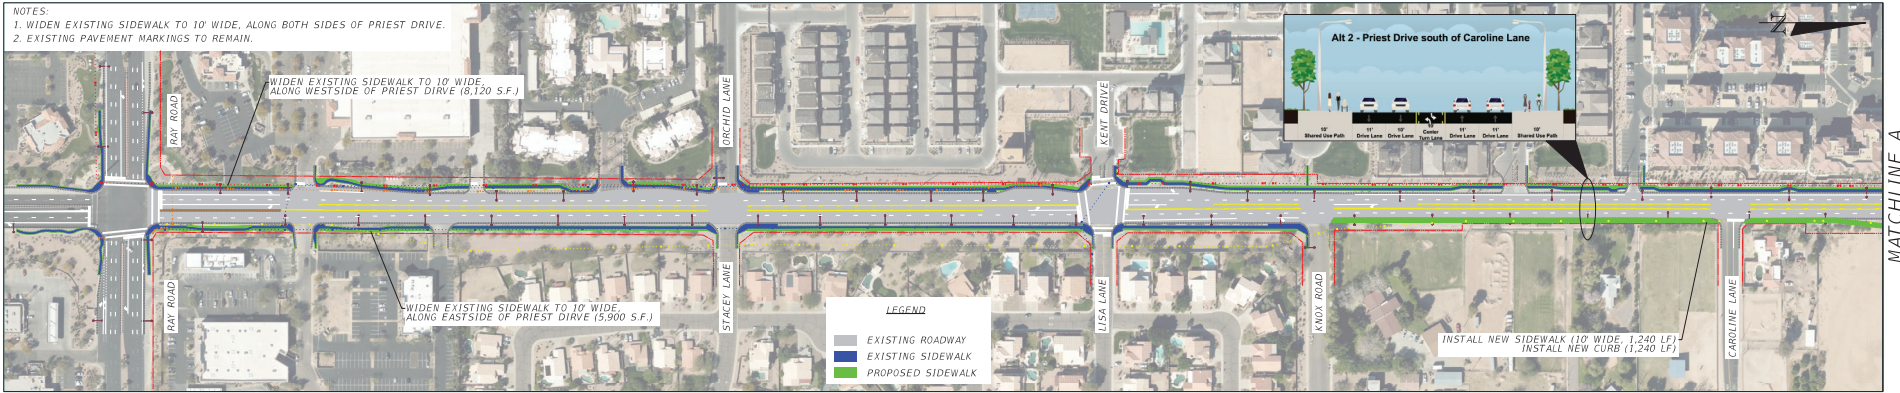 NOTES:
1. WIDEN EXISTING SIDEWALK TO 10' WIDE, ALONG BOTH SIDES OF PRIEST DRIVE.
2. EXISTING PAVEMENT MARKINGS TO REMAIN.
WIDEN EXISTING SIDEWALK TO 10' WIDE,
ALONG WESTSIDE OF PRIEST DIRVE (8,120 S.F.)
RAY ROAD
ORCHID LANE
KENT DRIVE
Alt 2 - Priest Drive south of Caroline Lane
10'
Shared Use Path
11'
Drive Lane
10'
Drive Lane
10'
Center
Turn Lane
11'
Drive Lane
11'
Drive Lane
10'
Shared Use Path
Z
MATCHLINE A
RAY ROAD
WIDEN EXISTING SIDEWALK TO 10' WIDE,
ALONG EASTSIDE OF PRIEST DIRVE (5,900 S.F.)
STACEY LANE
LEGEND
EXISTING ROADWAY
EXISTING SIDEWALK
PROPOSED SIDEWALK
LISA LANE
KNOX ROAD
INSTALL NEW SIDEWALK (10' WIDE, 1,240 LF)
INSTALL NEW CURB (1,240 LF)
CAROLINE LANE